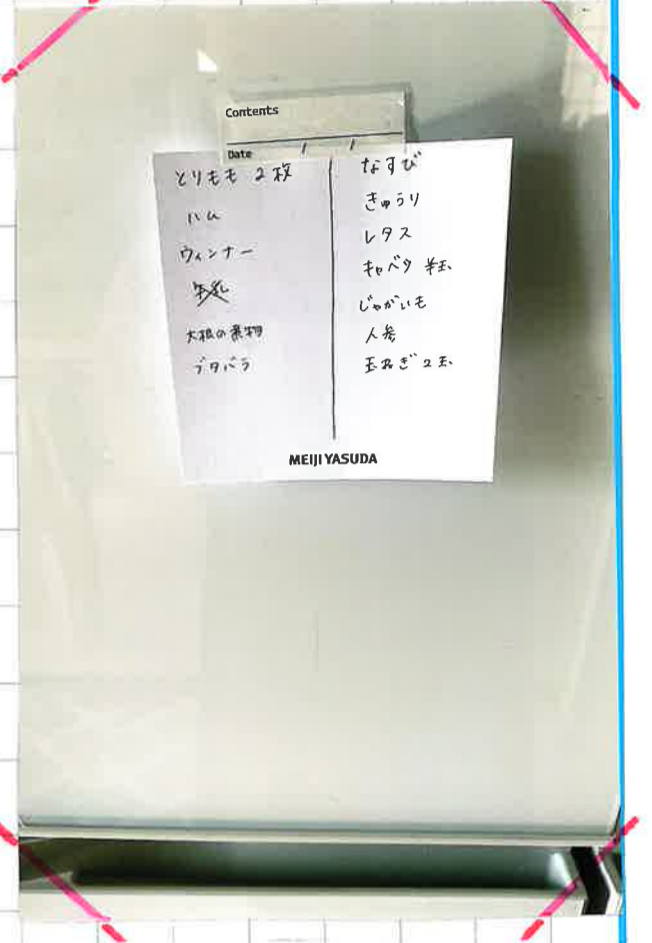 Contents
Date / /
とりもも 2枚
ハム
ウィンナー
牛乳
大根の煮物
ブタバラ
なすび
きゅうり
レタス
キャベツ 半玉
じゃがいも
人参
玉ねぎ 2玉
MEIJI YASUDA